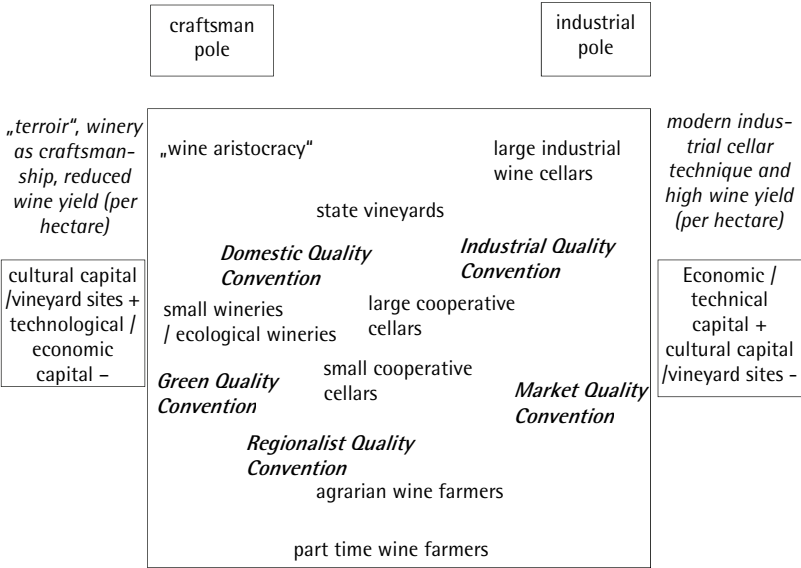 craftsman
pole
industrial
pole
„terroir“, winery
as craftsman-
ship, reduced
wine yield (per
hectare)
modern indus-
trial cellar
technique and
high wine yield
(per hectare)
„wine aristocracy“
large industrial
wine cellars
state vineyards
Domestic Quality
Convention
Industrial Quality
Convention
cultural capital
/vineyard sites +
technological /
economic
capital –
Economic /
technical
capital +
cultural capital
/vineyard sites -
small wineries
/ ecological wineries
large cooperative
cellars
small cooperative
cellars
Green Quality
Convention
Market Quality
Convention
Regionalist Quality
Convention
agrarian wine farmers
part time wine farmers